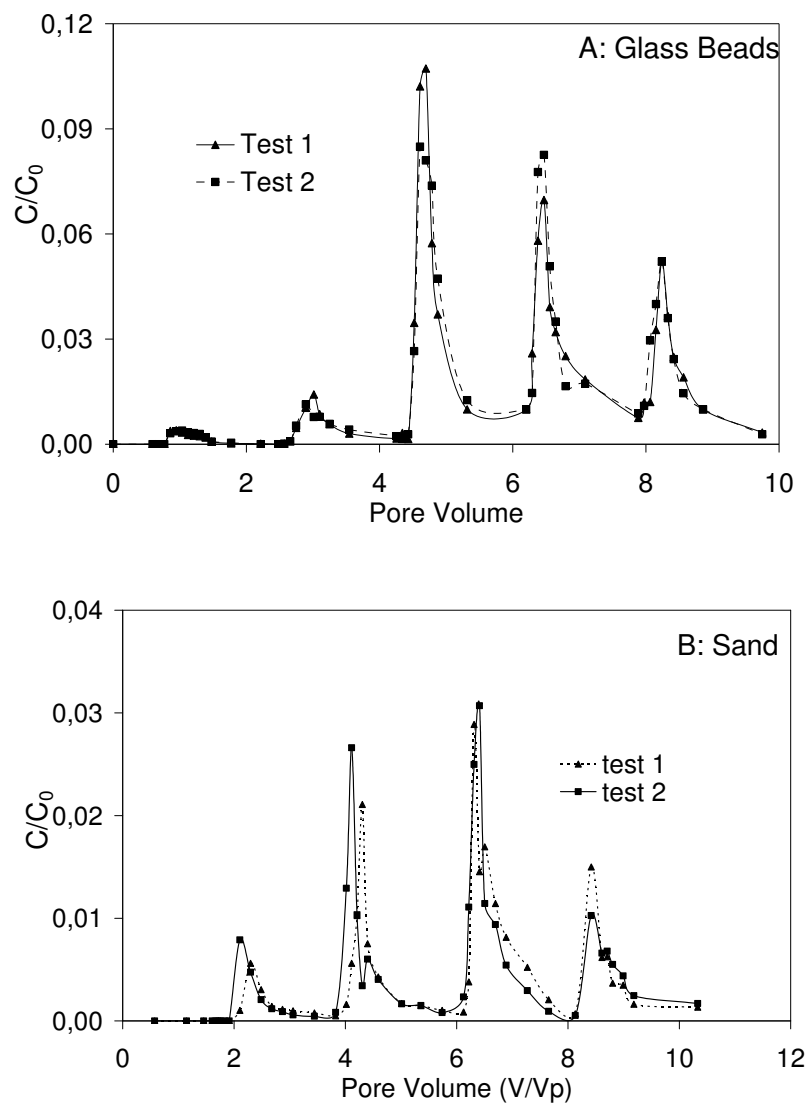 0,12
A: Glass Beads
0,09
Test 1
Test 2
C/C₀
0,06
0,03
0,00
0 2 4 6 8 10
Pore Volume
0,04
B: Sand
0,03
test 1
test 2
C/C₀
0,02
0,01
0,00
0 2 4 6 8 10 12
Pore Volume (V/Vp)